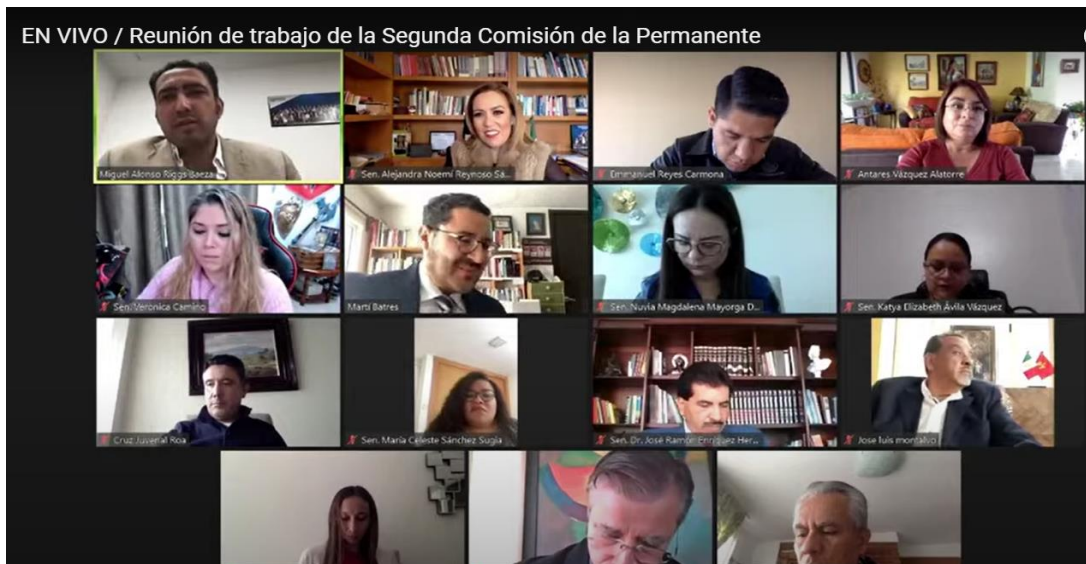 EN VIVO / Reunión de trabajo de la Segunda Comisión de la Permanente
Miguel Alonso Riggs Baeza
Sen. Alejandra Noemí Reynoso Sá...
Emmanuel Reyes Carmona
Antares Vázquez Alatorre
Sen. Veronica Camino
Martí Batres
Sen. Nuvia Magdalena Mayorga D...
Sen. Katya Elizabeth Ávila Vázquez
Cruz Juvenal Roa
Sen. María Celeste Sánchez Sugía
Sen. Dr. José Ramón Enríquez Her...
Jose luis montalvo